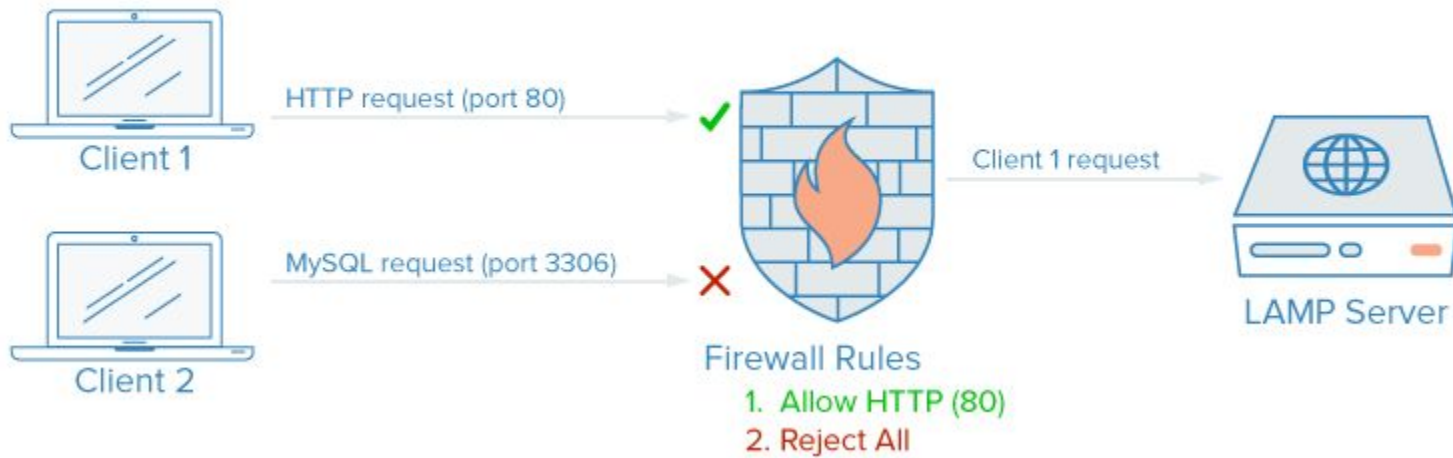 HTTP request (port 80)
Client 1
Client 1 request
MySQL request (port 3306)
Client 2
LAMP Server
Firewall Rules
1. Allow HTTP (80)
2. Reject All